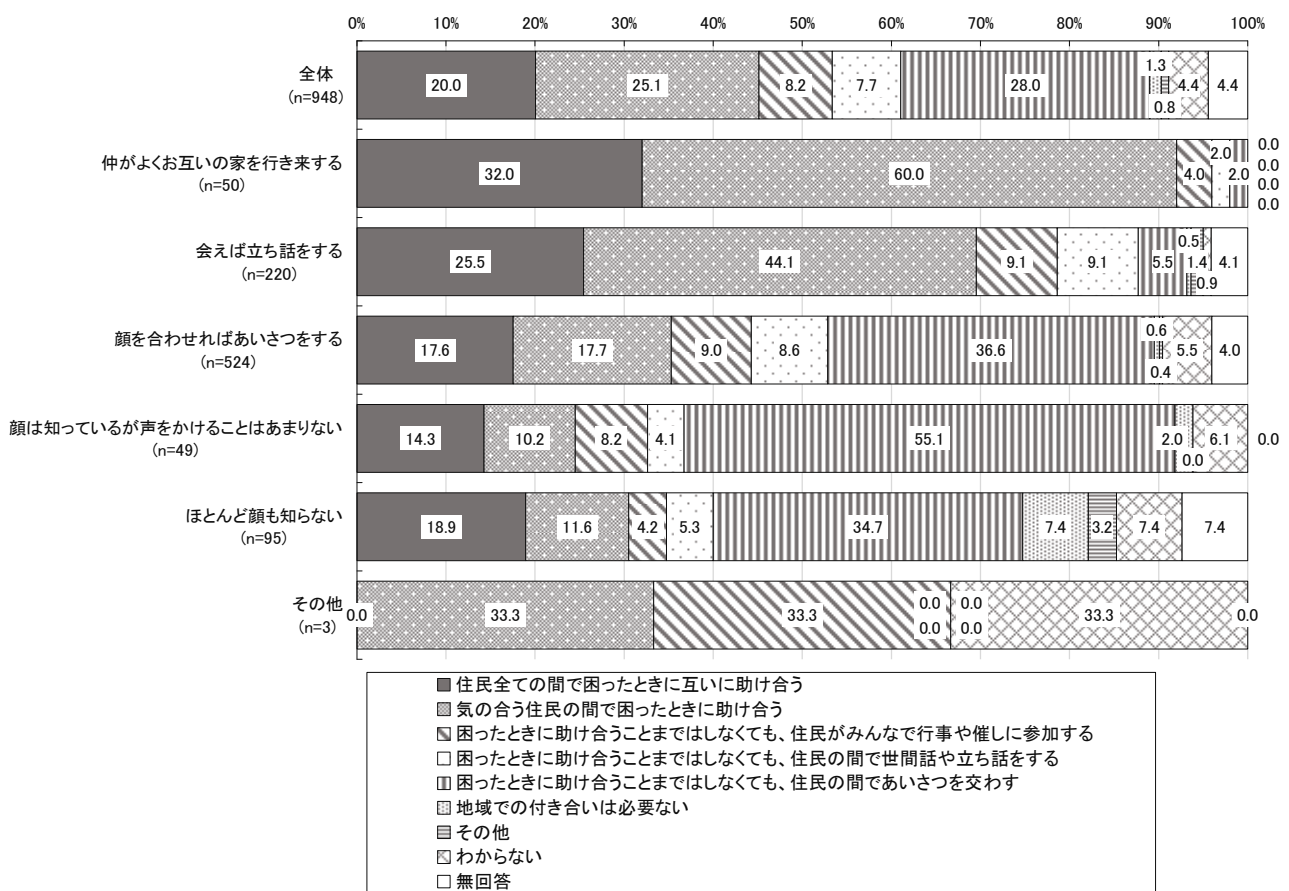 0% 10% 20% 30% 40% 50% 60% 70% 80% 90% 100%
全体
(n=948)
20.0 25.1 8.2 7.7 28.0 1.3 0.8 4.4 4.4
仲がよくお互いの家を行き来する
(n=50)
32.0 60.0 4.0 2.0 2.0 0.0
0.0
0.0
0.0
会えば立ち話をする
(n=220)
25.5 44.1 9.1 9.1 5.5 0.5 1.4 0.9 4.1
顔を合わせればあいさつをする
(n=524)
17.6 17.7 9.0 8.6 36.6 0.6 0.4 5.5 4.0
顔は知っているが声をかけることはあまりない
(n=49)
14.3 10.2 8.2 4.1 55.1 2.0 0.0 6.1 0.0
ほとんど顔も知らない
(n=95)
18.9 11.6 4.2 5.3 34.7 7.4 3.2 7.4 7.4
その他
(n=3)
0.0 33.3 33.3 0.0 0.0 33.3 0.0
0.0 0.0
住民全ての間で困ったときに互いに助け合う
気の合う住民の間で困ったときに助け合う
困ったときに助け合うことまではしなくても、住民がみんなで行事や催しに参加する
困ったときに助け合うことまではしなくても、住民の間で世間話や立ち話をする
困ったときに助け合うことまではしなくても、住民の間であいさつを交わす
地域での付き合いは必要ない
その他
わからない
無回答